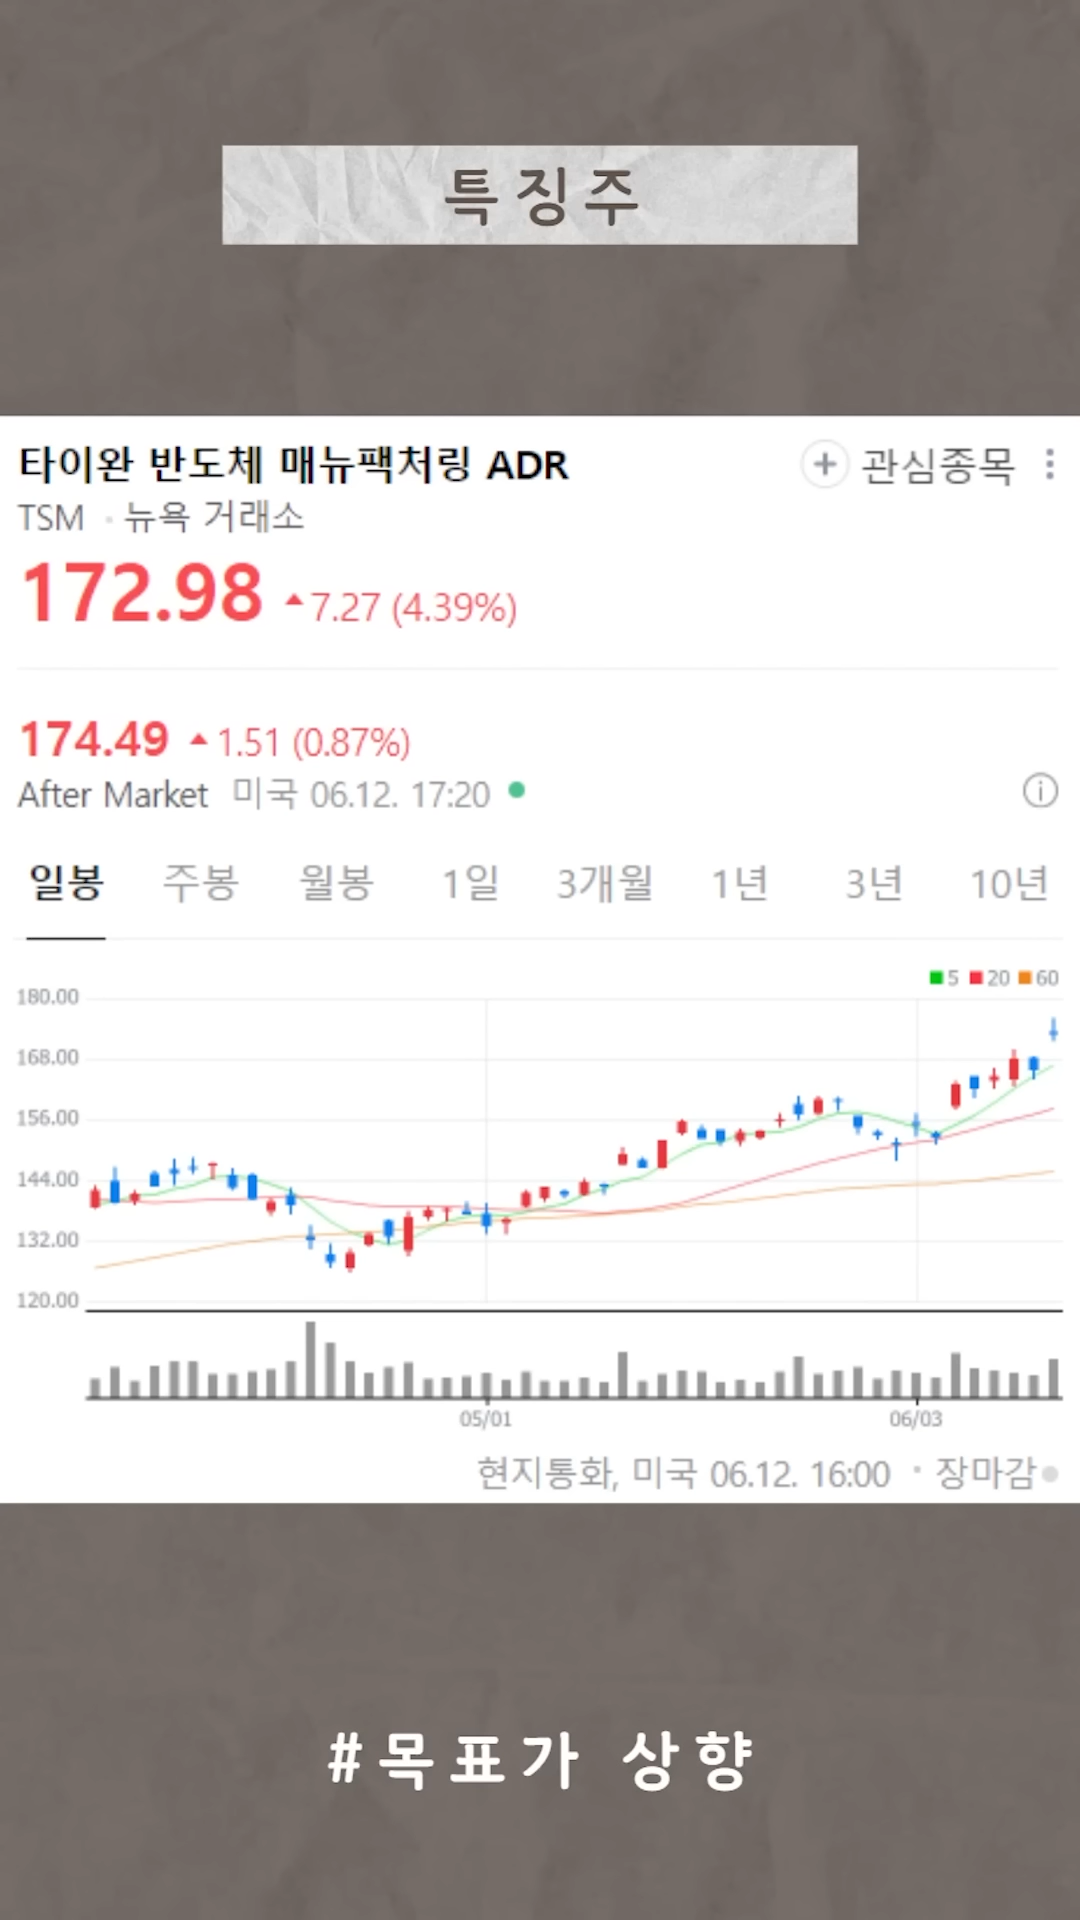 특징주
타이완 반도체 매뉴팩처링 ADR
관심종목
TSM · 뉴욕 거래소
172.98 ▲7.27 (4.39%)
174.49 ▲1.51 (0.87%)
After Market 미국 06.12. 17:20
일봉 주봉 월봉 1일 3개월 1년 3년 10년
5 20 60
180.00
168.00
156.00
144.00
132.00
120.00
05/01 06/03
현지통화, 미국 06.12. 16:00 · 장마감
#목표가 상향